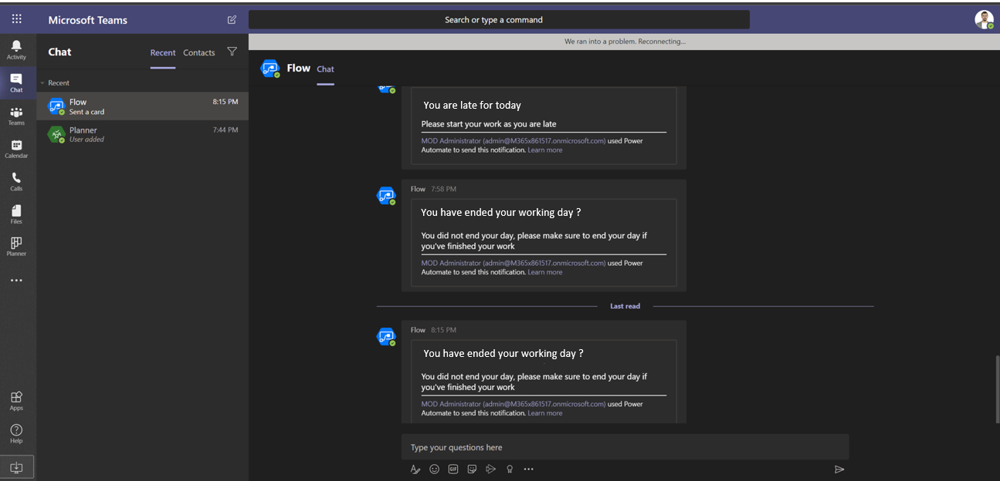 Microsoft Teams
Search or type a command
We ran into a problem. Reconnecting...
Activity
Chat
Teams
Calendar
Calls
Files
Planner
Apps
Help
Chat
Recent
Contacts
Recent
Flow
8:15 PM
Sent a card
Planner
7:44 PM
User added
Flow
Chat
You are late for today
Please start your work as you are late
MOD Administrator (admin@M365x861517.onmicrosoft.com) used Power
Automate to send this notification. Learn more
Flow 7:58 PM
You have ended your working day ?
You did not end your day, please make sure to end your day if
you've finished your work
MOD Administrator (admin@M365x861517.onmicrosoft.com) used Power
Automate to send this notification. Learn more
Last read
Flow 8:15 PM
You have ended your working day ?
You did not end your day, please make sure to end your day if
you've finished your work
MOD Administrator (admin@M365x861517.onmicrosoft.com) used Power
Automate to send this notification. Learn more
Type your questions here
GIF